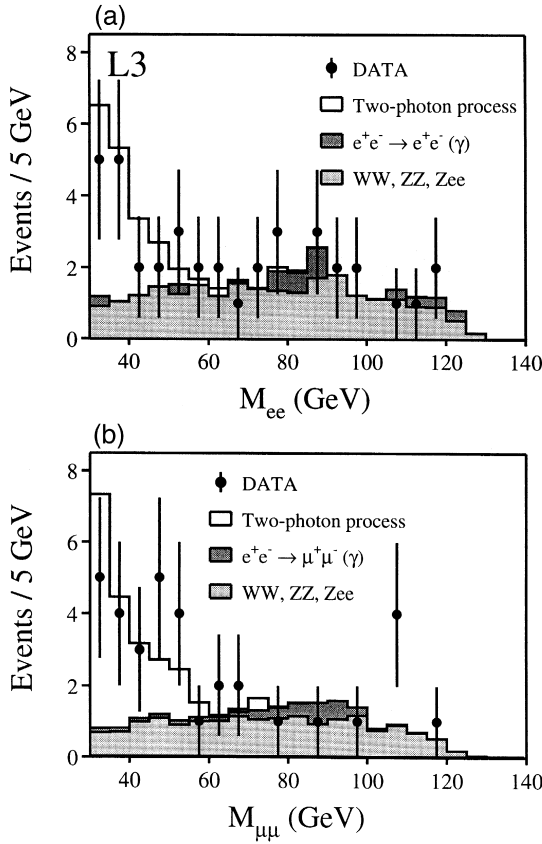 (a)
L3
DATA
Two-photon process
e⁺e⁻ → e⁺e⁻ (γ)
WW, ZZ, Zee
Events / 5 GeV
8
6
4
2
0
40 60 80 100 120 140
M_ee (GeV)
(b)
DATA
Two-photon process
e⁺e⁻ → μ⁺μ⁻ (γ)
WW, ZZ, Zee
Events / 5 GeV
8
6
4
2
0
40 60 80 100 120 140
M_μμ (GeV)